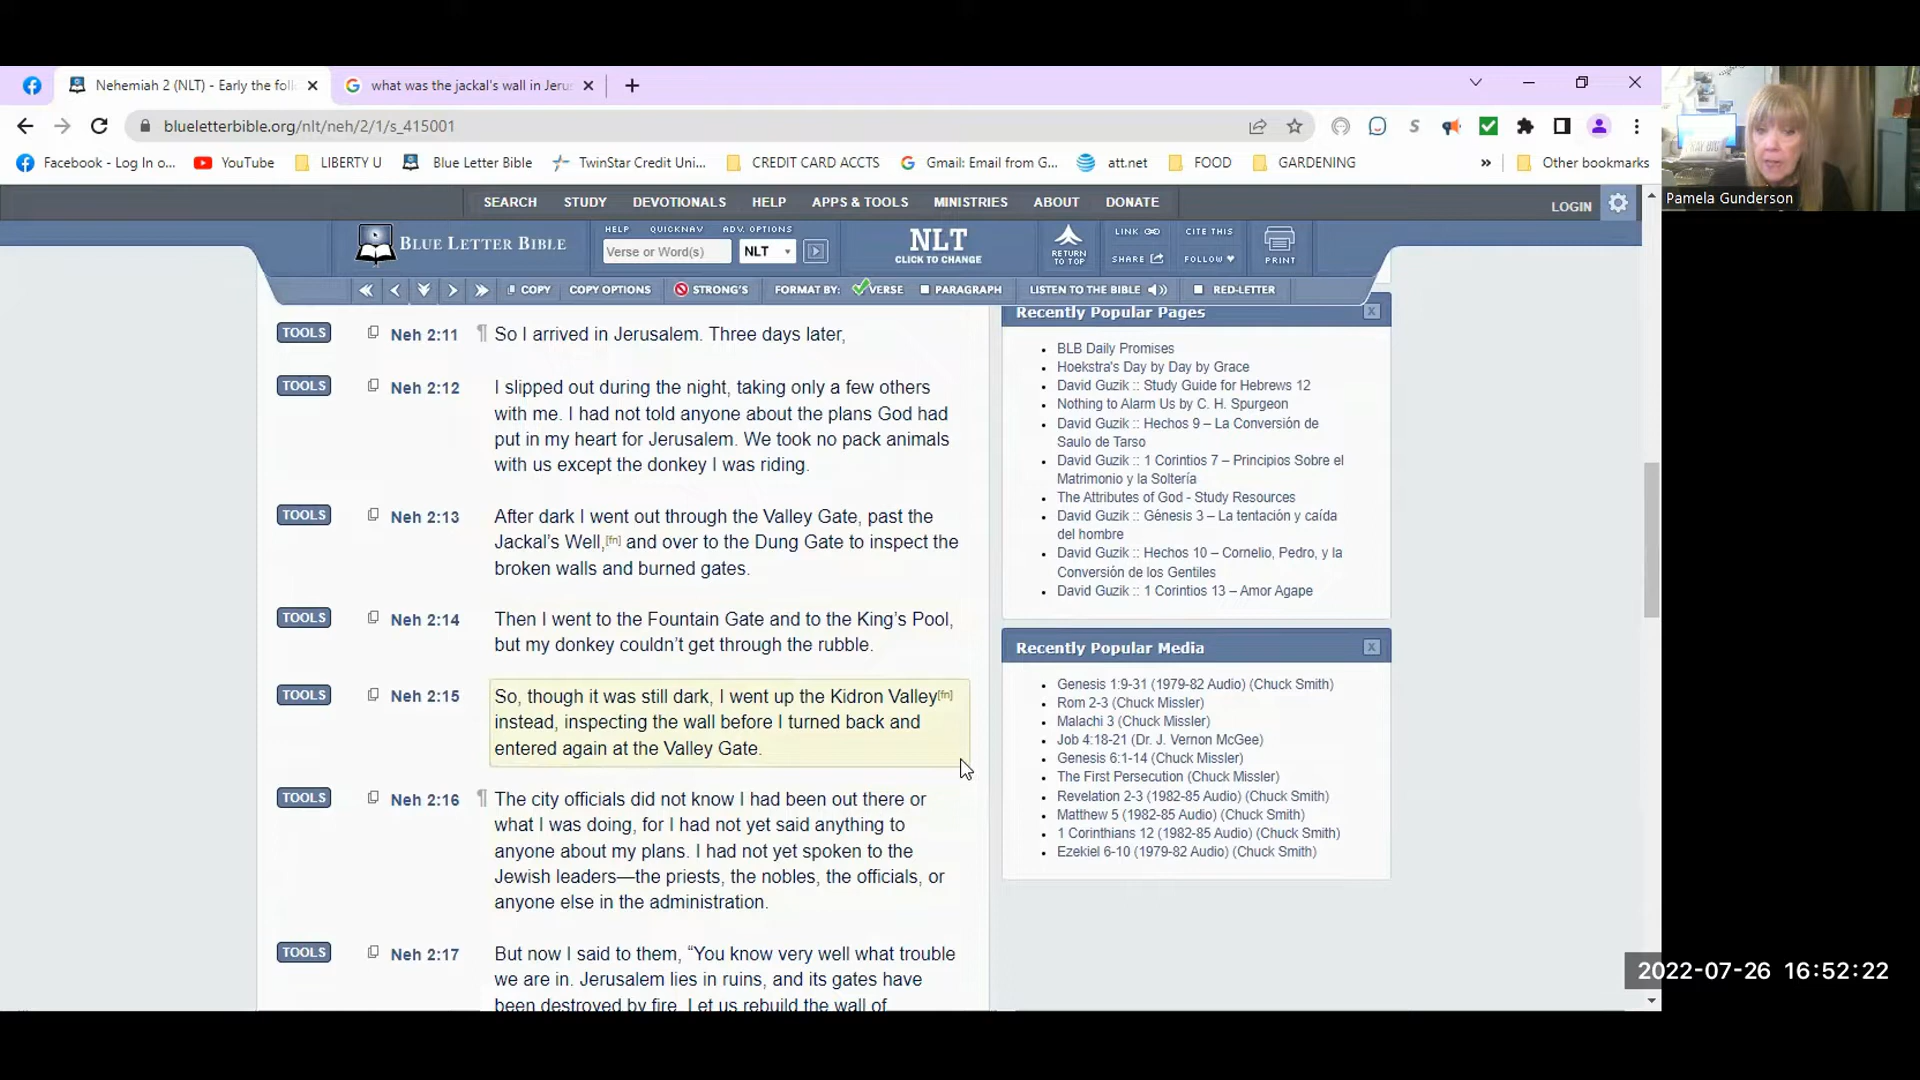 Nehemiah 2 (NLT) - Early the foll
what was the jackal's wall in Jerus
blueletterbible.org/nlt/neh/2/1/s_415001
Facebook - Log In o...
YouTube
LIBERTY U
Blue Letter Bible
TwinStar Credit Uni...
CREDIT CARD ACCTS
Gmail: Email from G...
att.net
FOOD
GARDENING
»
Other bookmarks
Pamela Gunderson
SEARCH STUDY DEVOTIONALS HELP APPS & TOOLS MINISTRIES ABOUT DONATE
LOGIN
BLUE LETTER BIBLE
HELP QUICKNAV ADV. OPTIONS
Verse or Word(s)
NLT
NLT
CLICK TO CHANGE
RETURN
TO TOP
LINK
CITE THIS
SHARE
FOLLOW
PRINT
COPY COPY OPTIONS STRONG'S FORMAT BY: VERSE PARAGRAPH LISTEN TO THE BIBLE RED-LETTER
TOOLS Neh 2:11 ¶ So I arrived in Jerusalem. Three days later,
TOOLS Neh 2:12 I slipped out during the night, taking only a few others
with me. I had not told anyone about the plans God had
put in my heart for Jerusalem. We took no pack animals
with us except the donkey I was riding.
TOOLS Neh 2:13 After dark I went out through the Valley Gate, past the
Jackal’s Well,[fn] and over to the Dung Gate to inspect the
broken walls and burned gates.
TOOLS Neh 2:14 Then I went to the Fountain Gate and to the King’s Pool,
but my donkey couldn’t get through the rubble.
TOOLS Neh 2:15 So, though it was still dark, I went up the Kidron Valley[fn]
instead, inspecting the wall before I turned back and
entered again at the Valley Gate.
TOOLS Neh 2:16 ¶ The city officials did not know I had been out there or
what I was doing, for I had not yet said anything to
anyone about my plans. I had not yet spoken to the
Jewish leaders—the priests, the nobles, the officials, or
anyone else in the administration.
TOOLS Neh 2:17 But now I said to them, “You know very well what trouble
we are in. Jerusalem lies in ruins, and its gates have
been destroyed by fire. Let us rebuild the wall of
Recently Popular Pages
x
BLB Daily Promises
Hoekstra's Day by Day by Grace
David Guzik :: Study Guide for Hebrews 12
Nothing to Alarm Us by C. H. Spurgeon
David Guzik :: Hechos 9 – La Conversión de
Saulo de Tarso
David Guzik :: 1 Corintios 7 – Principios Sobre el
Matrimonio y la Soltería
The Attributes of God - Study Resources
David Guzik :: Génesis 3 – La tentación y caída
del hombre
David Guzik :: Hechos 10 – Cornelio, Pedro, y la
Conversión de los Gentiles
David Guzik :: 1 Corintios 13 – Amor Agape
Recently Popular Media
x
Genesis 1:9-31 (1979-82 Audio) (Chuck Smith)
Rom 2-3 (Chuck Missler)
Malachi 3 (Chuck Missler)
Job 4:18-21 (Dr. J. Vernon McGee)
Genesis 6:1-14 (Chuck Missler)
The First Persecution (Chuck Missler)
Revelation 2-3 (1982-85 Audio) (Chuck Smith)
Matthew 5 (1982-85 Audio) (Chuck Smith)
1 Corinthians 12 (1982-85 Audio) (Chuck Smith)
Ezekiel 6-10 (1979-82 Audio) (Chuck Smith)
2022-07-26 16:52:22